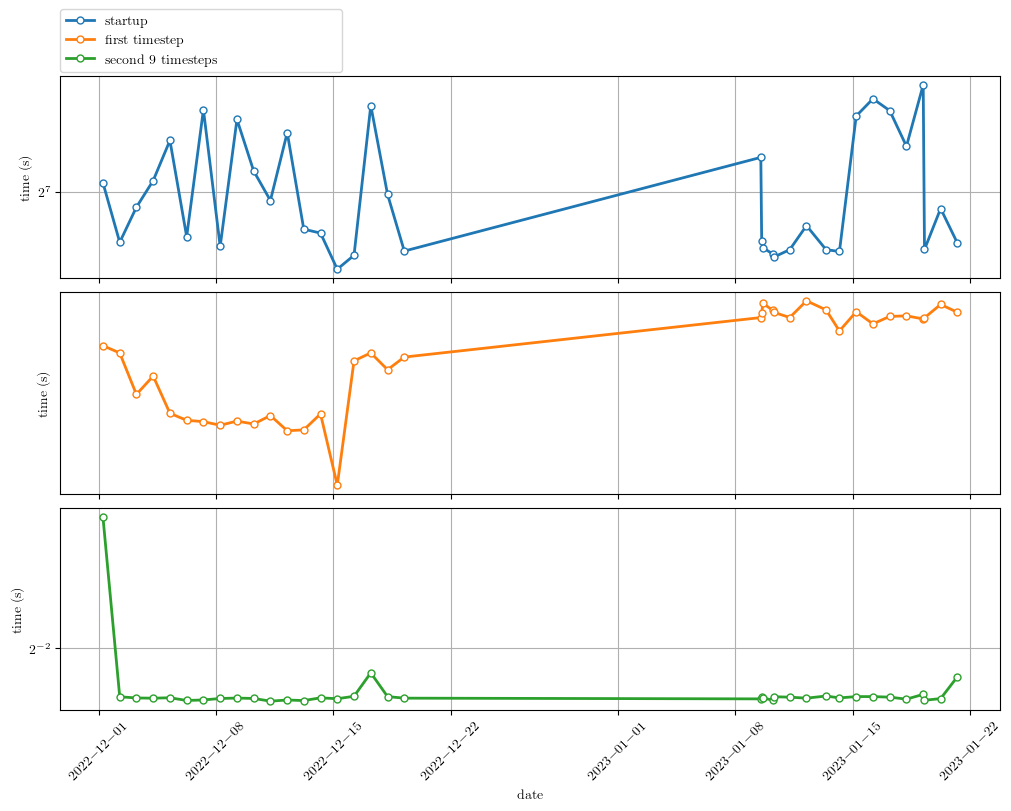 startup
first timestep
second 9 timesteps
time (s)
2^7
time (s)
time (s)
2^−2
2022−12−01
2022−12−08
2022−12−15
2022−12−22
2023−01−01
2023−01−08
2023−01−15
2023−01−22
date